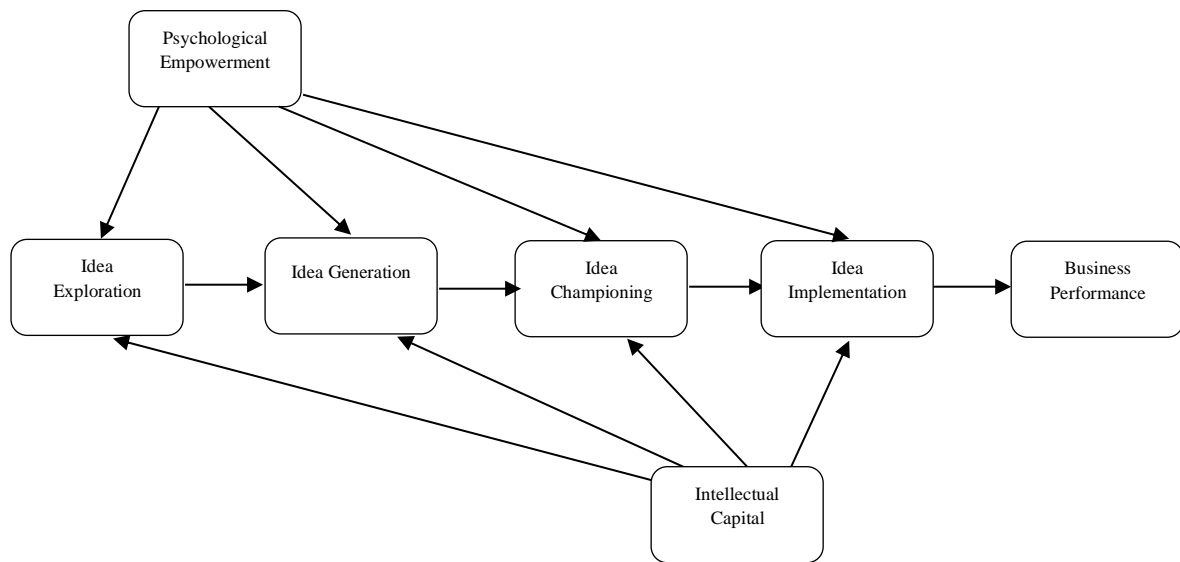 Psychological
Empowerment
Idea
Exploration
Idea Generation
Idea
Championing
Idea
Implementation
Business
Performance
Intellectual
Capital